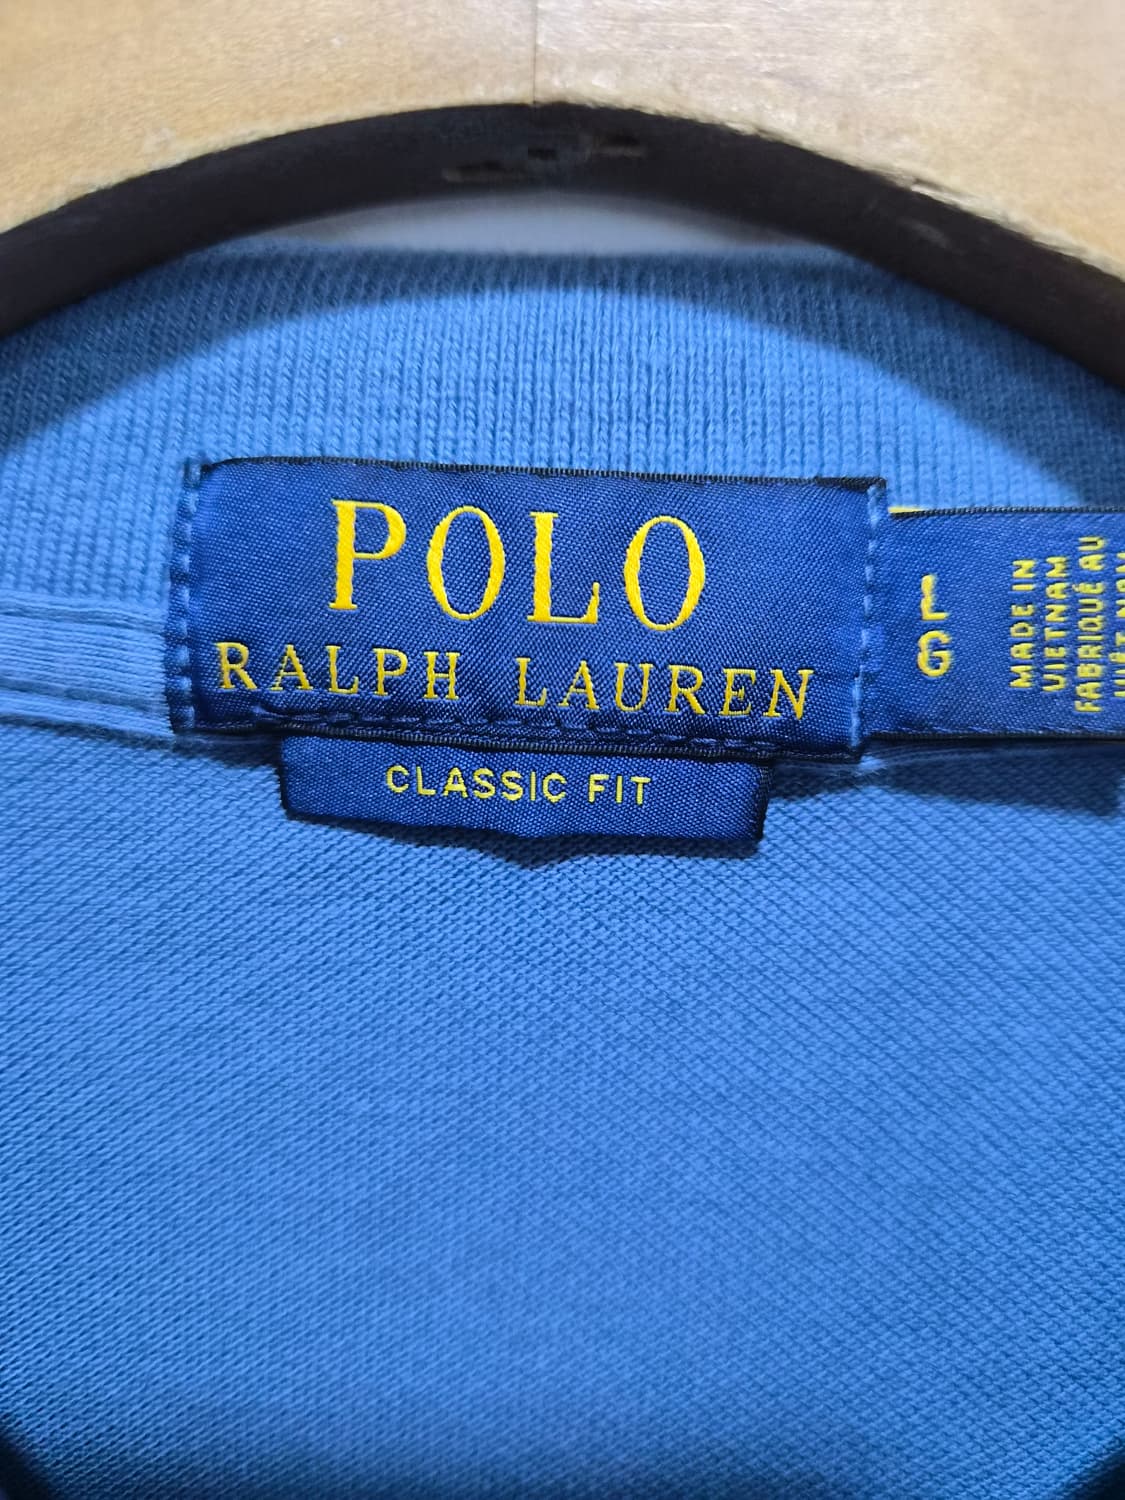 POLO
RALPH LAUREN
CLASSIC FIT
L
G
MADE IN
VIETNAM
FABRIQUÉ AU